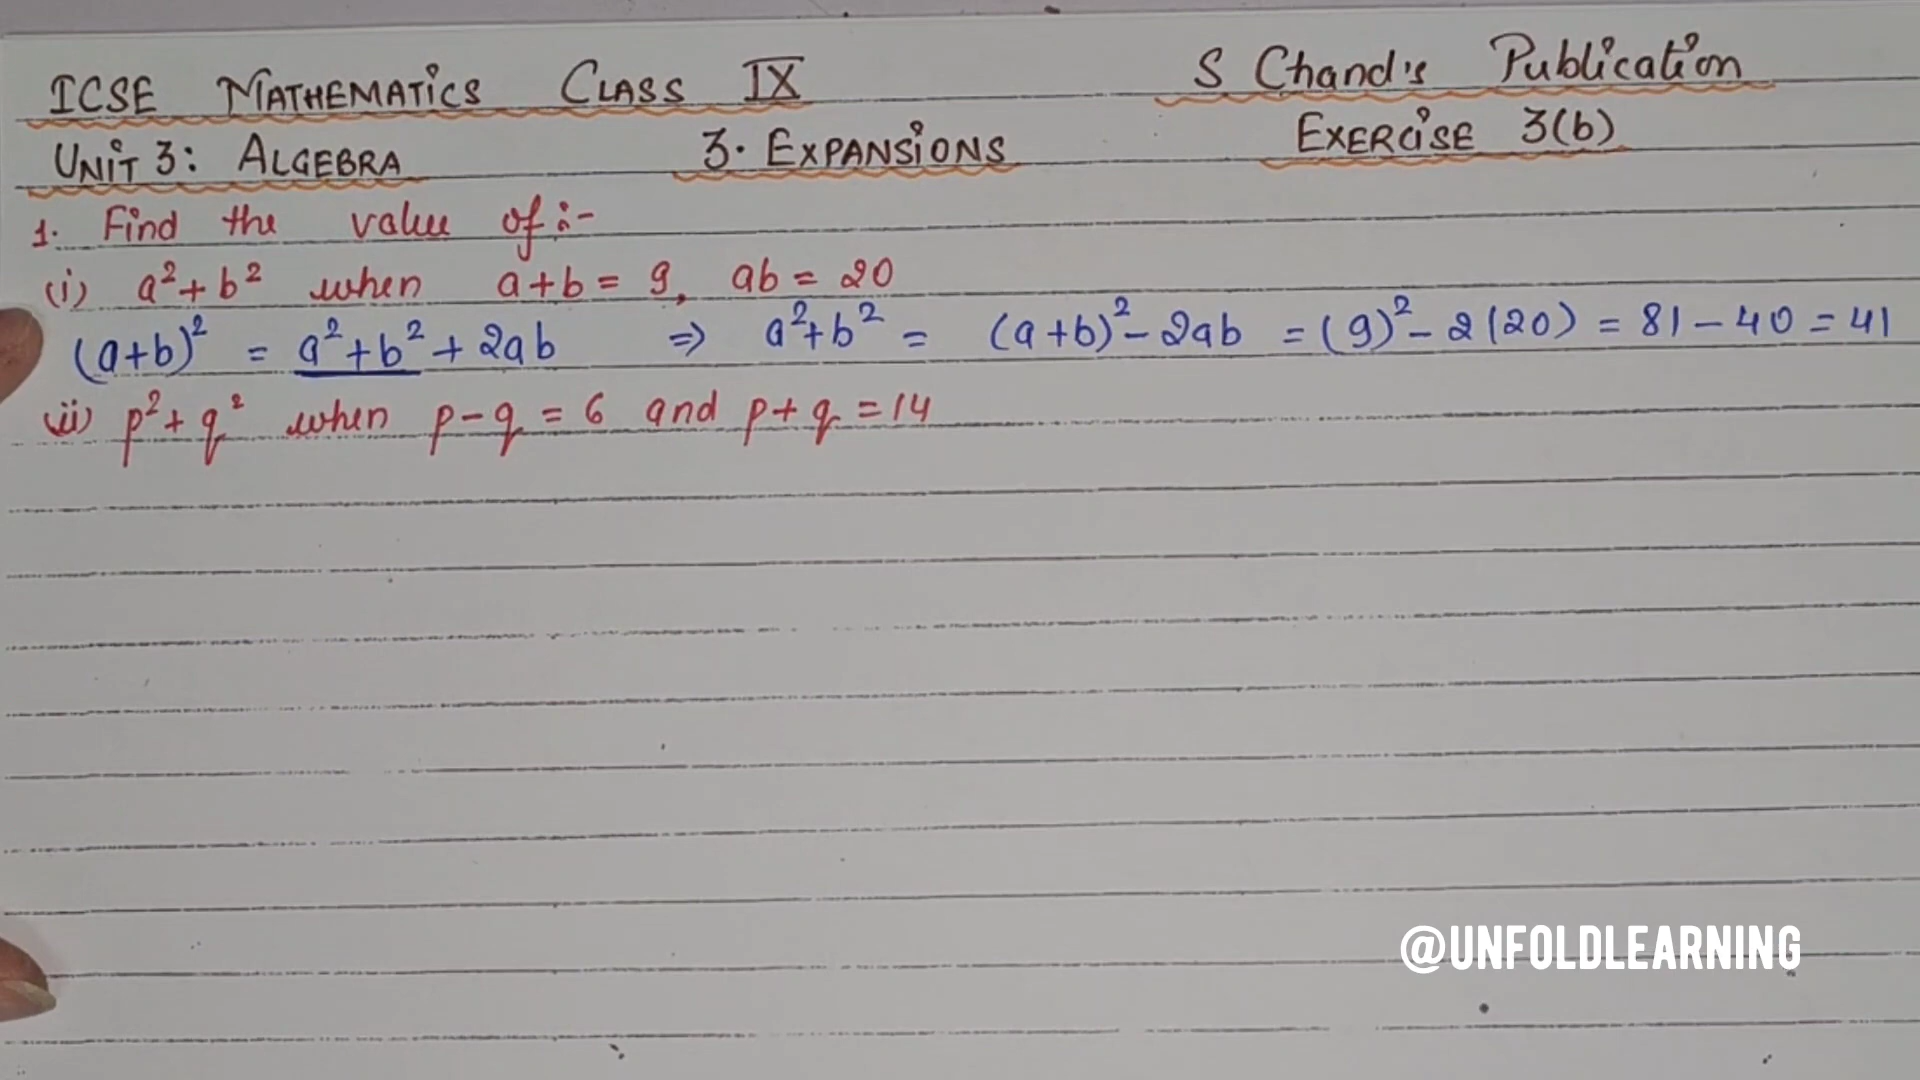 ICSE MATHEMATICS CLASS IX S Chand's Publication
UNIT 3: ALGEBRA 3. EXPANSIONS EXERCISE 3(b)
1. Find the value of :-
(i) a²+b² when a+b = 9, ab = 20
(a+b)² = a²+b²+2ab ⇒ a²+b² = (a+b)²-2ab = (9)²-2(20) = 81-40 = 41
(ii) p²+q² when p-q = 6 and p+q = 14
@UNFOLDLEARNING